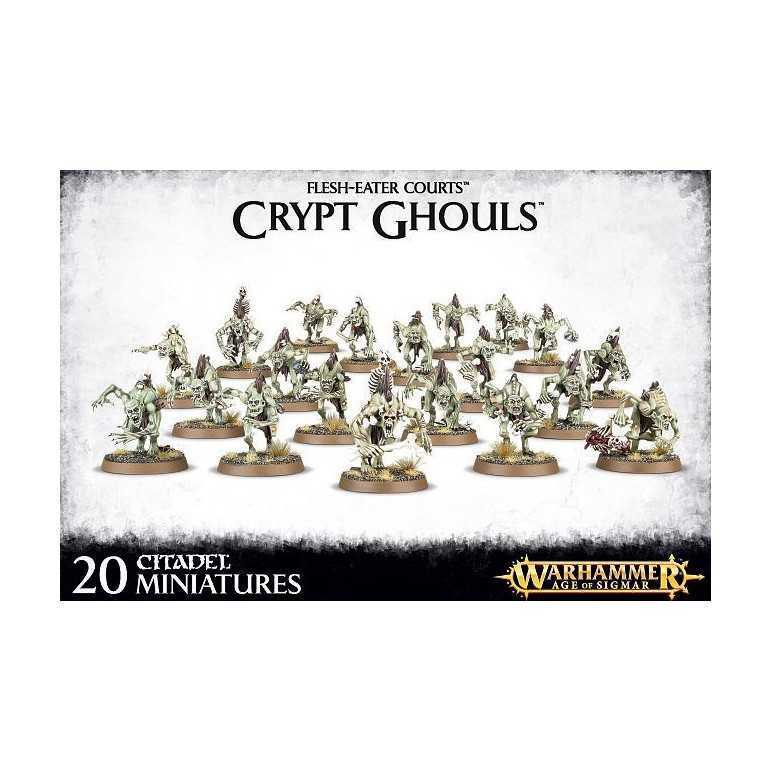 FLESH-EATER COURTS™
CRYPT GHOULS™
20 CITADEL
MINIATURES
WARHAMMER
AGE OF SIGMAR